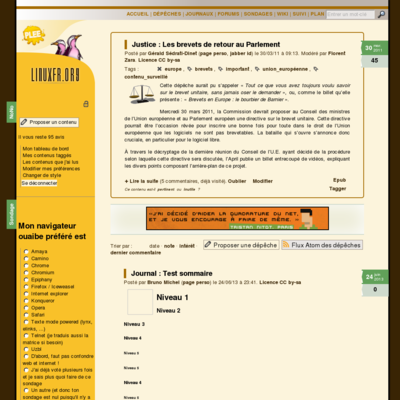 ACCUEIL | DÉPÊCHES | JOURNAUX | FORUMS | SONDAGES | WIKI | SUIVI | PLAN
PLEE
LINUXFR.ORG
Proposer un contenu
Il vous reste 95 avis
Mon tableau de bord
Mes contenus taggés
Les contenus que j'ai lus
Modifier mes préférences
Changer de style
Se déconnecter
Sondage
Mon navigateur
ouaibe préféré est
Amaya
Camino
Chrome
Chromium
Epiphany
Firefox / Iceweasel
Internet explorer
Konqueror
Opera
Safari
Texte mode powered (lynx,
elinks, ...)
Telnet (je traduis aussi la
matrice si besoin)
Uzbl
D'abord, faut pas confondre
web et internet !
J'ai déjà voté plusieurs fois
et je sais plus quoi faire de ce
sondage
Un autre (et donc ton
sondage est nul puisqu'il n'y a
Justice : Les brevets de retour au Parlement
Posté par Gérald Sédrati-Dinet (page perso, jabber id) le 30/03/11 à 09:13. Modéré par Florent
Zara. Licence CC by-sa
Tags : europe, brevets, important, union_européenne,
contenu_surveillé
Cette dépêche aurait pu s'appeler « Tout ce que vous avez toujours voulu savoir
sur le brevet unitaire, sans jamais oser le demander », ou, comme le billet qu'elle
présente : « Brevets en Europe : le bourbier de Barnier ».
Mercredi 30 mars 2011, la Commission devrait proposer au Conseil des ministres
de l'Union européenne et au Parlement européen une directive sur le brevet unitaire. Cette directive
pourrait être l'occasion rêvée pour inscrire une bonne fois pour toute dans le droit de l'Union
européenne que les logiciels ne sont pas brevetables. La bataille qui s'ouvre s'annonce donc
cruciale, en particulier pour le logiciel libre.
À travers le décryptage de la dernière réunion du Conseil de l'U.E. ayant décidé de la procédure
selon laquelle cette directive sera discutée, l'April publie un billet entrecoupé de vidéos, expliquant
les divers points composant l'arrière-plan de ce projet.
Lire la suite (5 commentaires, déjà visité). Oublier Modifier
Epub
Ce contenu est-il pertinent ou inutile ?
Tagger
30
45
«J'AI DÉCIDÉ D'AIDER LA QUADRATURE DU NET,
ET JE VOUS ENCOURAGE À FAIRE DE MÊME. »
TRISTAN NITOT, PARIS
Trier par : date note intérêt
dernier commentaire
Proposer une dépêche
Flux Atom des dépêches
Journal : Test sommaire
Posté par Bruno Michel (page perso) le 24/08/13 à 23:41. Licence CC by-sa
24
0
Niveau 1
Niveau 2
Niveau 3
Niveau 4
Niveau 5
Niveau 4
Niveau 5
Niveau 4
Niveau 5